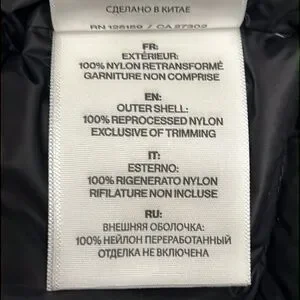 СДЕЛАНО В КИТАЕ
RN 126189 / CA 27302
FR:
EXTÉRIEUR:
100% NYLON RETRANSFORMÉ
GARNITURE NON COMPRISE
EN:
OUTER SHELL:
100% REPROCESSED NYLON
EXCLUSIVE OF TRIMMING
IT:
ESTERNO:
100% RIGENERATO NYLON
RIFILATURE NON INCLUSE
RU:
ВНЕШНЯЯ ОБОЛОЧКА:
100% НЕЙЛОН ПЕРЕРАБОТАННЫЙ
ОТДЕЛКА НЕ ВКЛЮЧЕНА